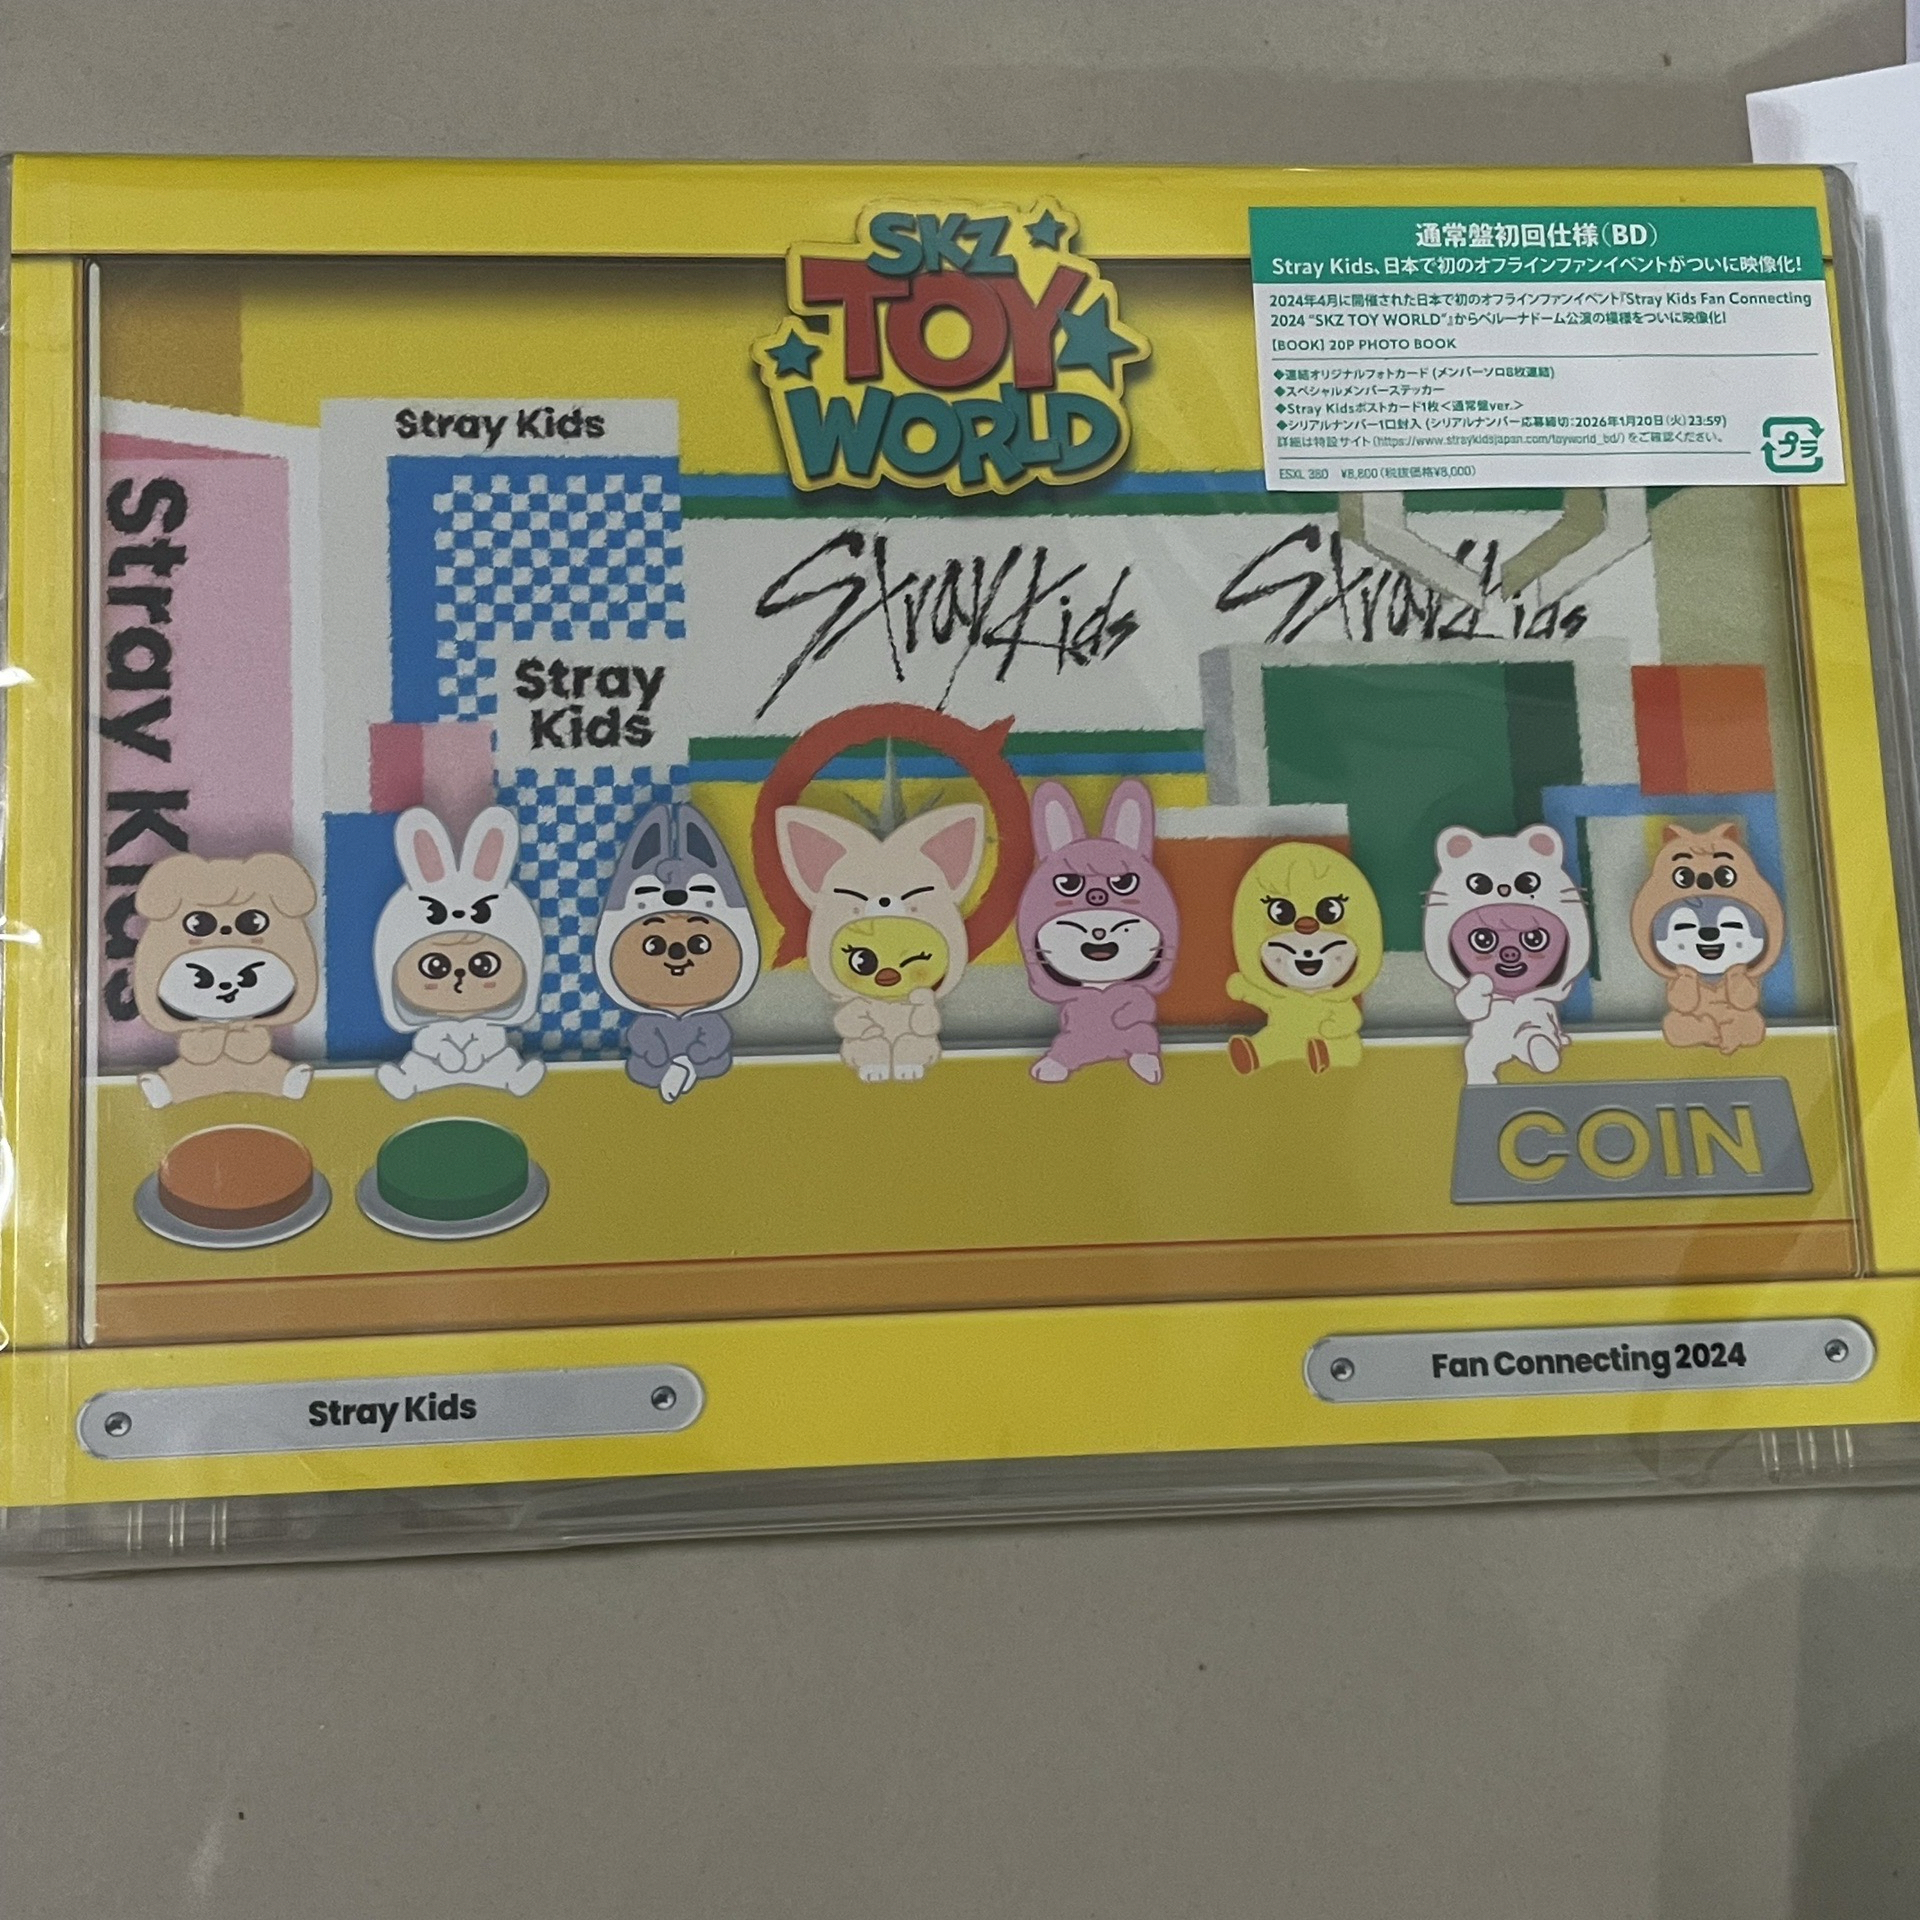 SKZ
TOY
WORLD
通常盤初回仕様（BD）
Stray Kids、日本で初のオフラインファンイベントがついに映像化！
2024年4月に開催された日本で初のオフラインファンイベント『Stray Kids Fan Connecting
2024 “SKZ TOY WORLD”』からベルーナドーム公演の模様をついに映像化！
【BOOK】20P PHOTO BOOK
◆連結オリジナルフォトカード（メンバーソロ8枚連結）
◆スペシャルメンバーステッカー
◆Stray Kidsポストカード1枚＜通常盤ver.＞
◆シリアルナンバー1口封入（シリアルナンバー応募締切：2026年1月20日（火）23:59）
詳細は特設サイト（https://www.straykidsjapan.com/toyworld_bd/）をご確認ください。
ESXL 380 ¥8,800（税抜価格¥8,000）
プラ
Stray Kids
Stray Kids
Stray
Kids
Stray Kids
Stray Kids
COIN
Stray Kids
Fan Connecting 2024